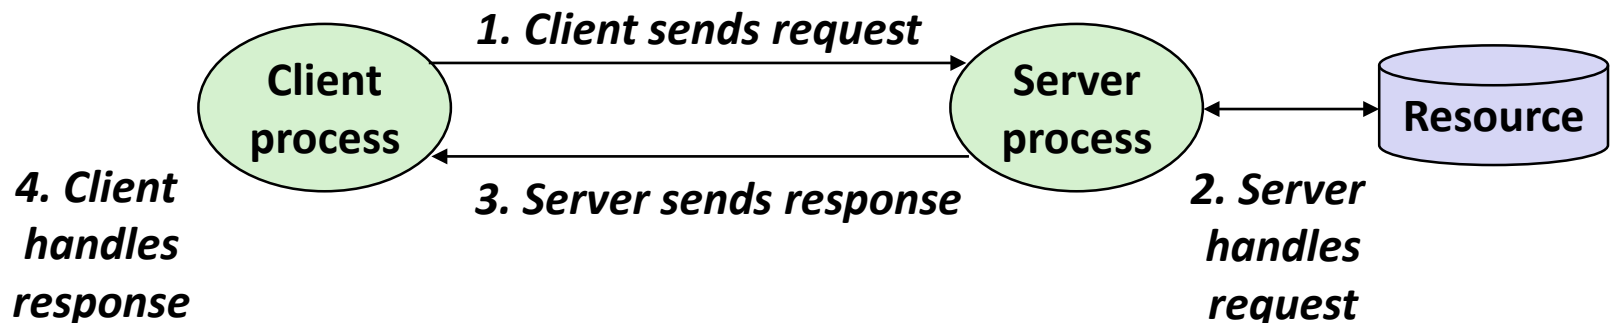 1. Client sends request
Client
process
Server
process
Resource
3. Server sends response
2. Server
handles
request
4. Client
handles
response